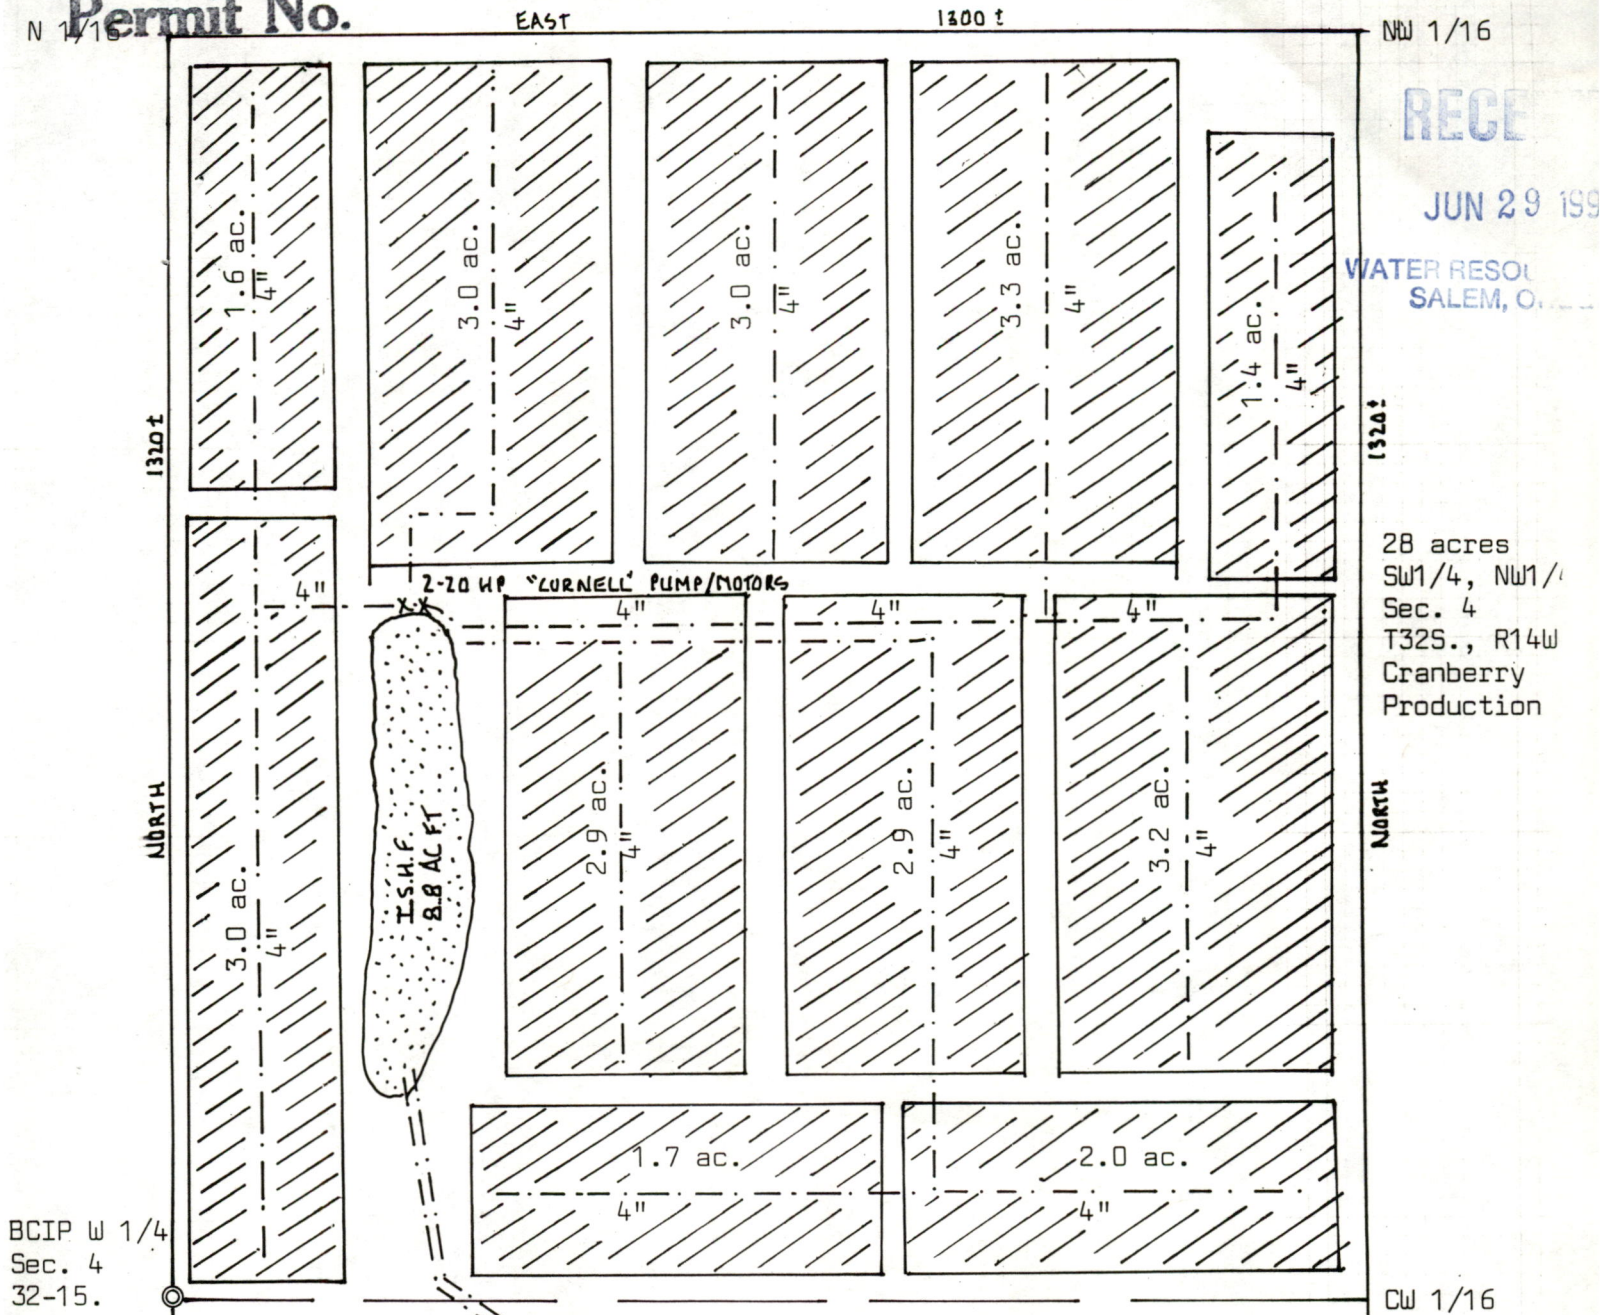 Permit No.
N 1/16
EAST
1300 ±
NW 1/16
JUN 29 199
WATER
SALEM,
1.6 ac.
4"
3.0 ac.
4"
3.0 ac.
4"
3.3 ac.
4"
1.4 ac.
4"
1320±
1320±
28 acres
SW1/4, NW1/4
Sec. 4
T32S., R14W
Cranberry
Production
2-20 HP "CURNELL" PUMP/MOTORS
4"
4"
4"
4"
NORTH
NORTH
3.0 ac.
4"
I.S.H.F.
8.8 AC FT
2.9 ac.
4"
2.9 ac.
4"
3.2 ac.
4"
1.7 ac.
4"
2.0 ac.
4"
BCIP W 1/4
Sec. 4
32-15.
CW 1/16